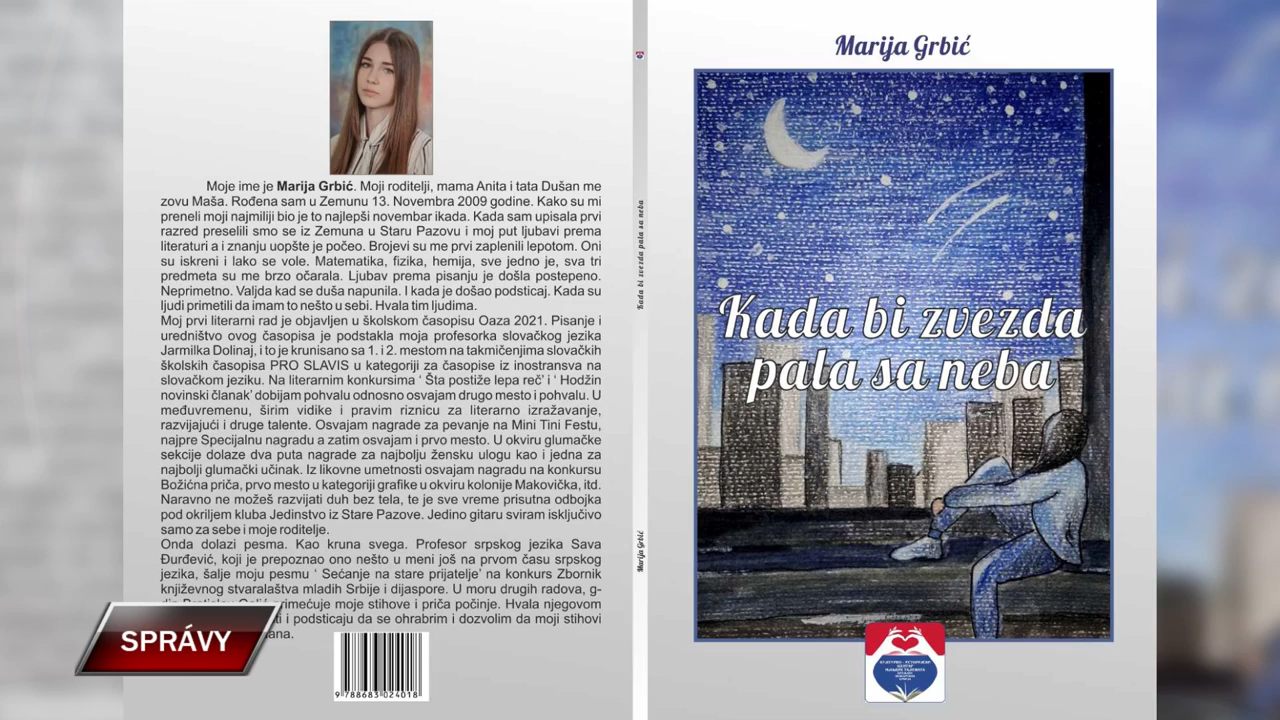 Moje ime je Marija Grbić. Moji roditelji, mama Anita i tata Dušan me
zovu Maša. Rođena sam u Zemunu 13. Novembra 2009 godine. Kako su mi
preneli moji najmiliji bio je to najlepši novembar ikada. Kada sam upisala prvi
razred preselili smo se iz Zemuna u Staru Pazovu i moj put ljubavi prema
literaturi a i znanju uopšte je počeo. Brojevi su me prvi zaplenili lepotom. Oni
su iskreni i lako se vole. Matematika, fizika, hemija, sve jedno je, sva tri
predmeta su me brzo očarala. Ljubav prema pisanju je došla postepeno.
Neprimetno. Valjda kad se duša napunila. I kada je došao podsticaj. Kada su
ljudi primetili da imam to nešto u sebi. Hvala tim ljudima.
Moj prvi literarni rad je objavljen u školskom časopisu Oaza 2021. Pisanje i
uredništvo ovog časopisa je podstakla moja profesorka slovačkog jezika
Jarmilka Dolinaj, i to je krunisano sa 1. i 2. mestom na takmičenjima slovačkih
školskih časopisa PRO SLAVIS u kategoriji za časopise iz inostransva na
slovačkom jeziku. Na literarnim konkursima ‘ Šta postiže lepa reč’ i ‘ Hodžin
novinski članak’ dobijam pohvalu odnosno osvajam drugo mesto i pohvalu. U
međuvremenu, širim vidike i pravim riznicu za literarno izražavanje,
razvijajući i druge talente. Osvajam nagrade za pevanje na Mini Tini Festu,
najpre Specijalnu nagradu a zatim osvajam i prvo mesto. U okviru glumačke
sekcije dolaze dva puta nagrade za najbolju žensku ulogu kao i jedna za
najbolji glumački učinak. Iz likovne umetnosti osvajam nagradu na konkursu
Božićna priča, prvo mesto u kategoriji grafike u okviru kolonije Makovička, itd.
Naravno ne možeš razvijati duh bez tela, te je sve vreme prisutna odbojka
pod okriljem kluba Jedinstvo iz Stare Pazove. Jedino gitaru sviram isključivo
samo za sebe i moje roditelje.
Onda dolazi pesma. Kao kruna svega. Profesor srpskog jezika Sava
Đurđević, koji je prepoznao ono nešto u meni još na prvom času srpskog
jezika, šalje moju pesmu ‘ Sećanje na stare prijatelje’ na konkurs Zbornik
književnog stvaralaštva mladih Srbije i dijaspore. U moru drugih radova, g-
primećuje moje stihove i priča počinje. Hvala njegovom
i podsticaju da se ohrabrim i dozvolim da moji stihovi
SPRÁVY
9 788683 024018
Kada bi zvezda pala sa neba
Marija Grbić
Marija Grbić
Kada bi zvezda
pala sa neba